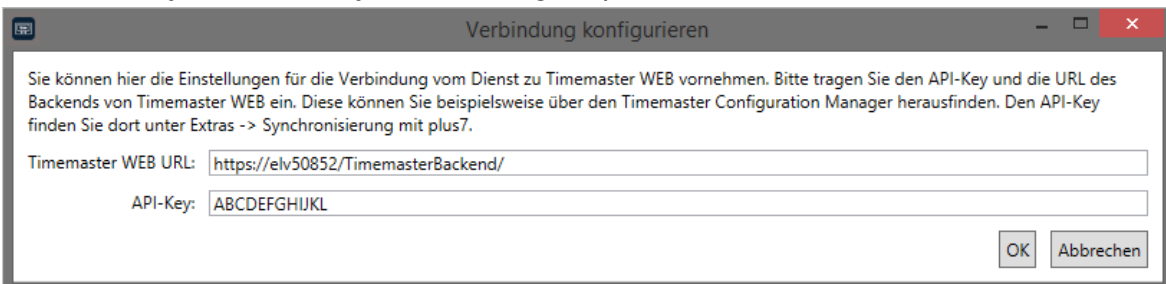 Verbindung konfigurieren
Sie können hier die Einstellungen für die Verbindung vom Dienst zu Timemaster WEB vornehmen. Bitte tragen Sie den API-Key und die URL des
Backends von Timemaster WEB ein. Diese können Sie beispielsweise über den Timemaster Configuration Manager herausfinden. Den API-Key
finden Sie dort unter Extras -> Synchronisierung mit plus7.
Timemaster WEB URL: https://elv50852/TimemasterBackend/
API-Key: ABCDEFGHIJKL
OK Abbrechen